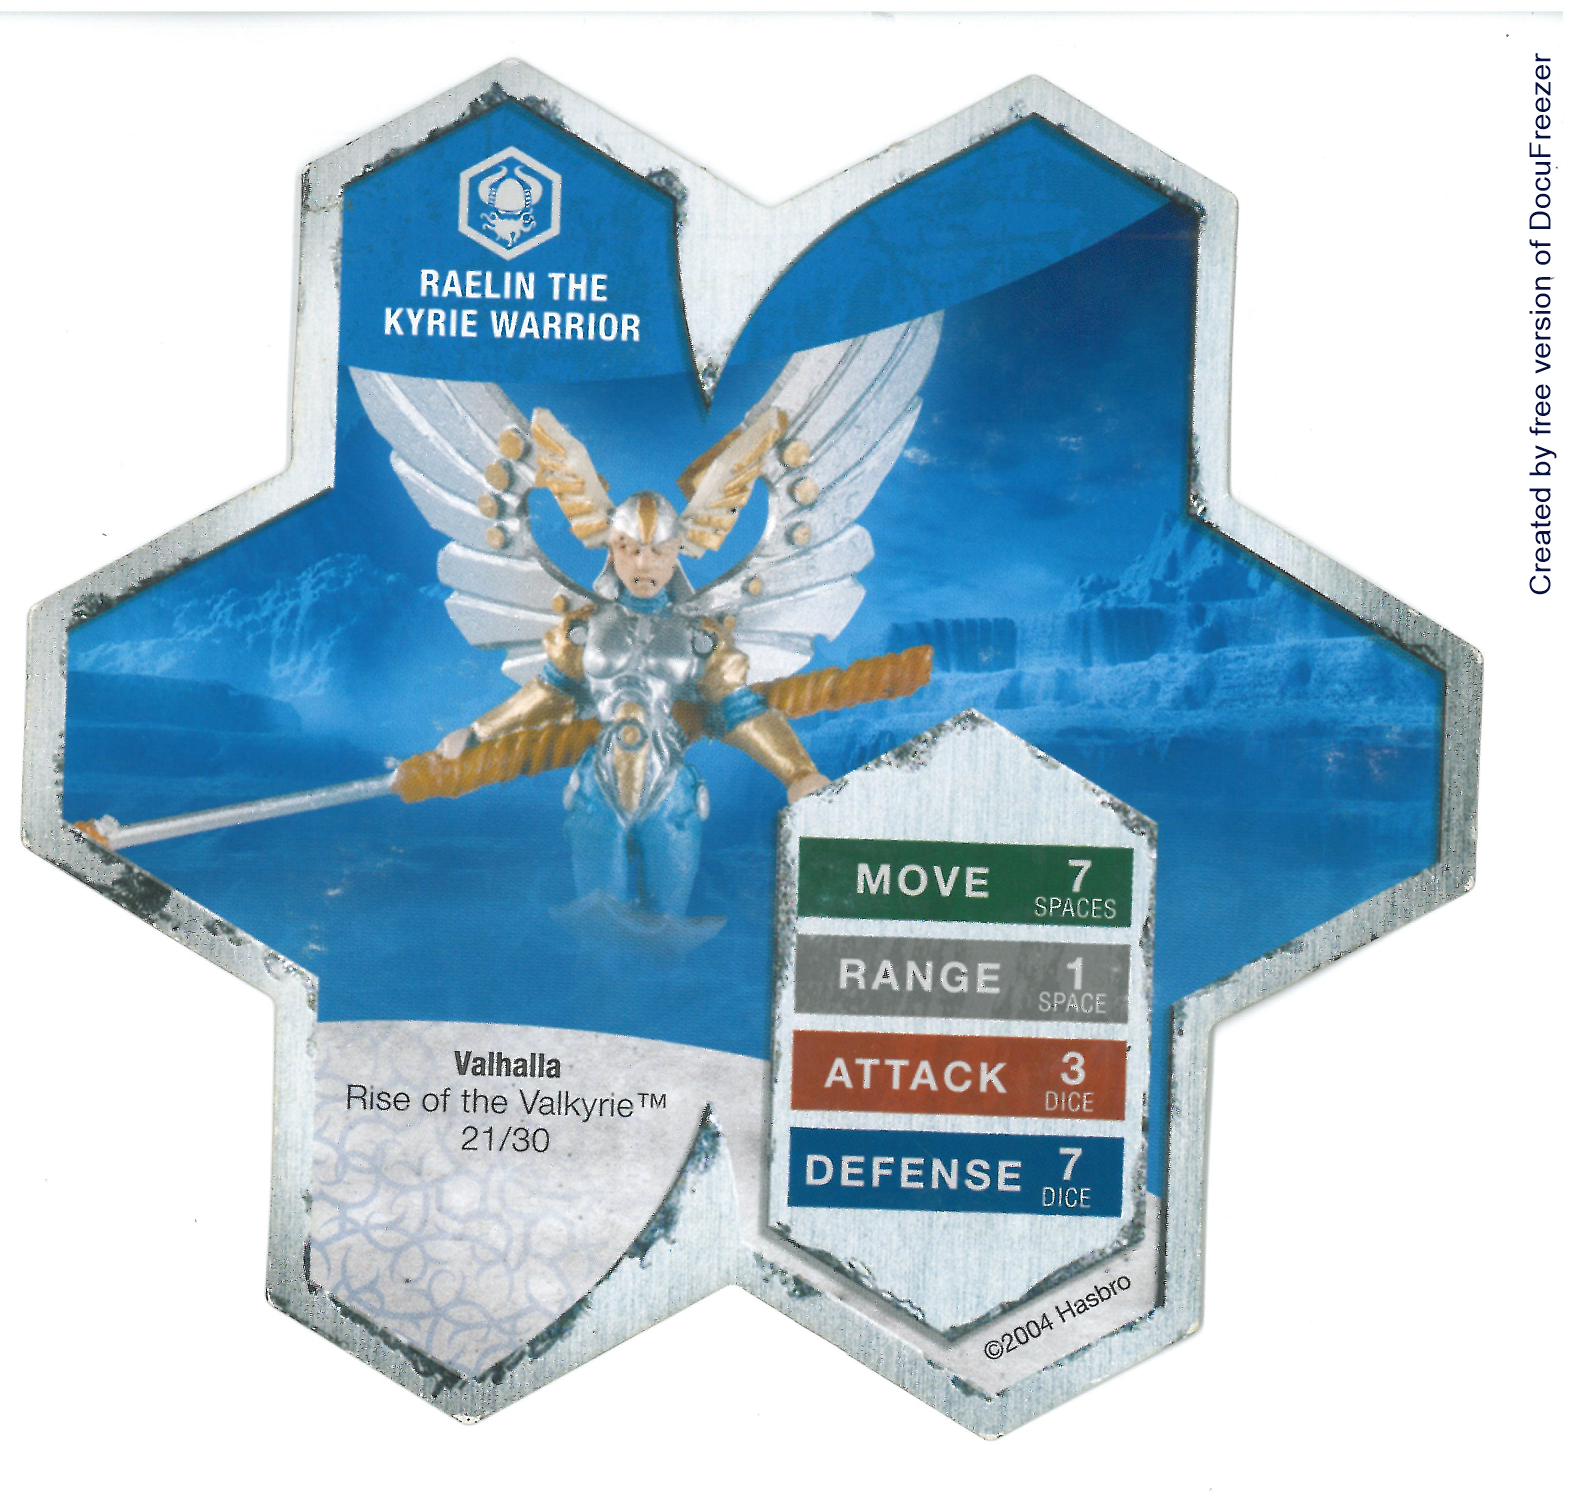 RAELIN THE
KYRIE WARRIOR
MOVE 7
SPACES
RANGE 1
SPACE
ATTACK 3
DICE
DEFENSE 7
DICE
Valhalla
Rise of the Valkyrie™
21/30
©2004 Hasbro
Created by free version of DocuFreezer